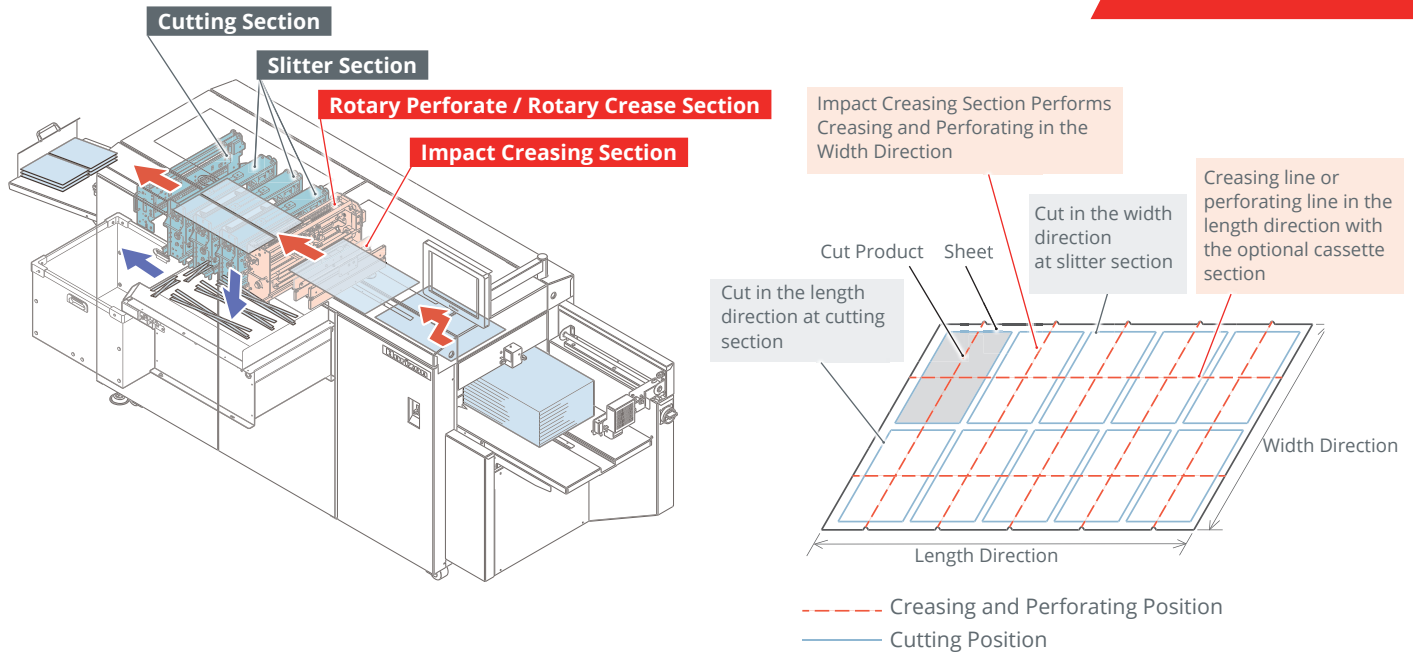 Cutting Section
Slitter Section
Rotary Perforate / Rotary Crease Section
Impact Creasing Section
Impact Creasing Section Performs
Creasing and Perforating in the
Width Direction
Creasing line or
perforating line in the
length direction with
the optional cassette
section
Cut in the width
direction
at slitter section
Cut Product
Sheet
Cut in the length
direction at cutting
section
Width Direction
Length Direction
Creasing and Perforating Position
Cutting Position